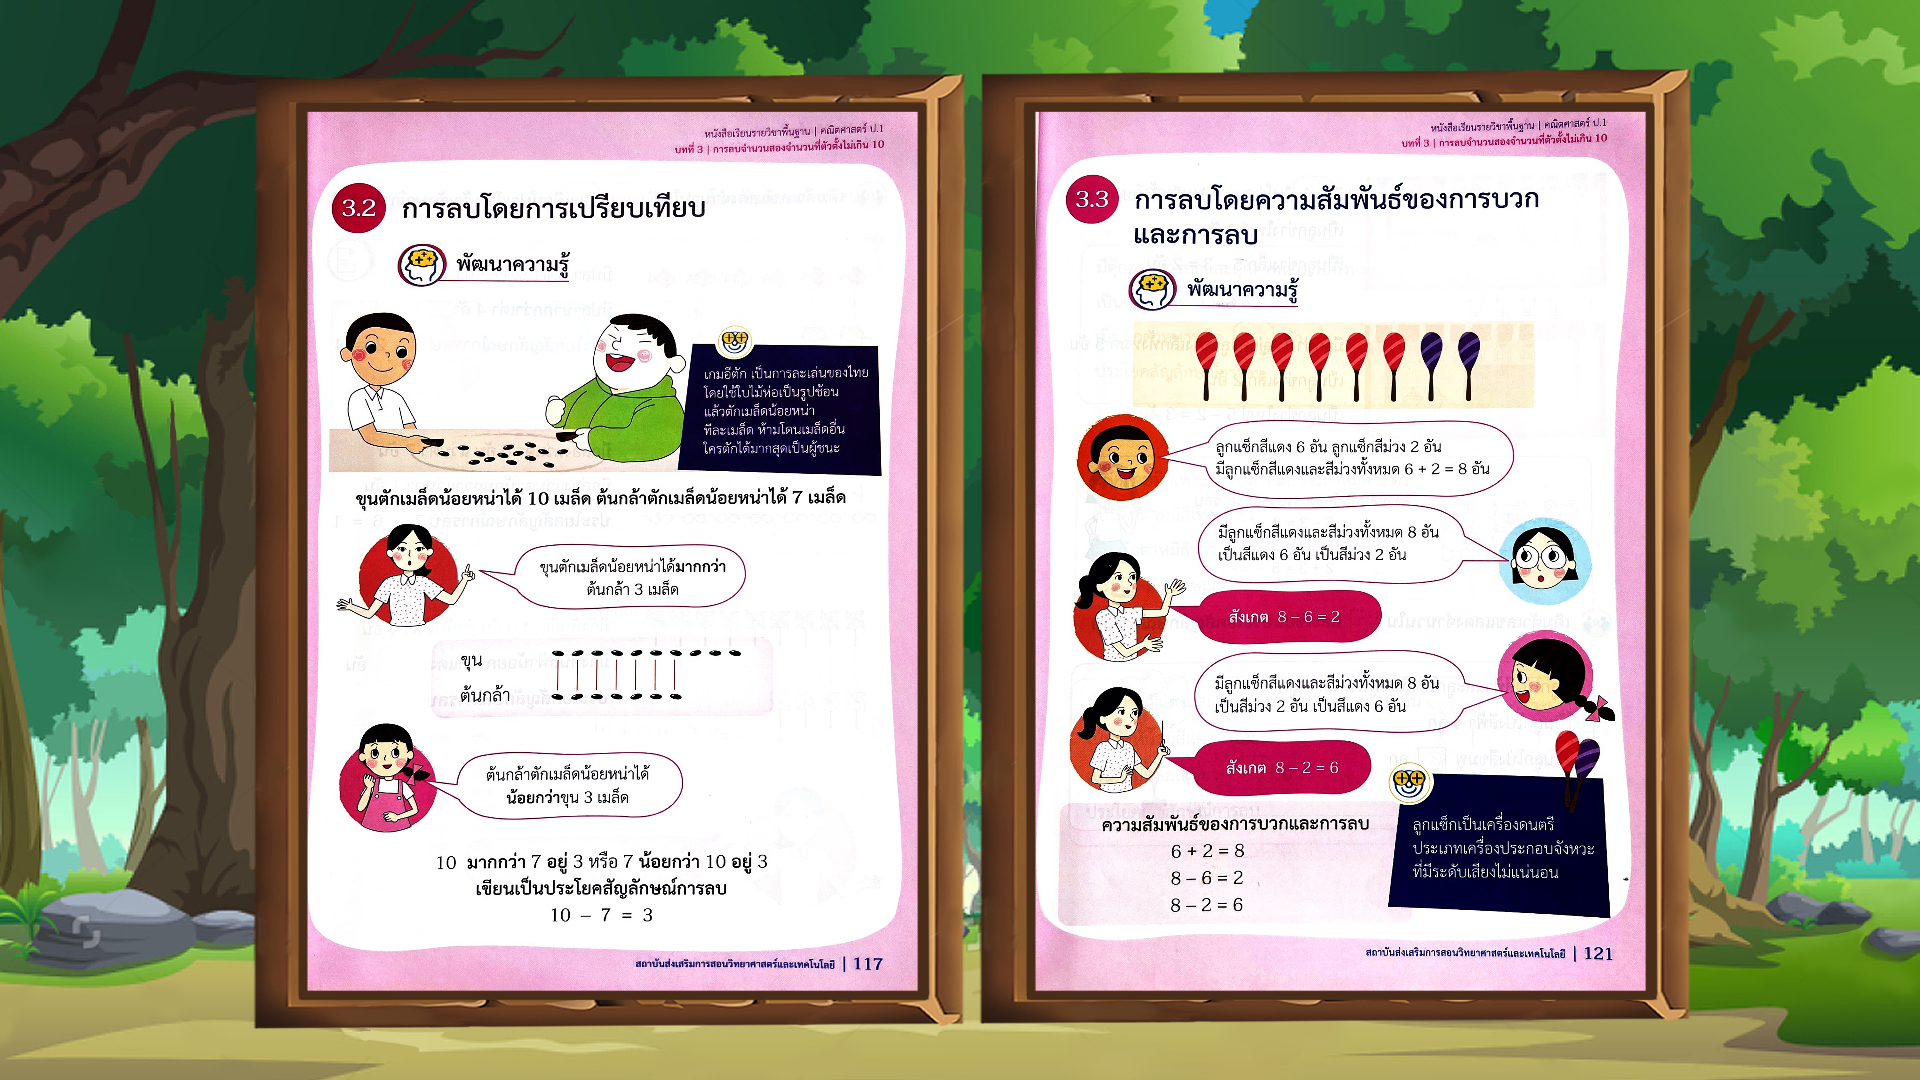 หนังสือเรียนรายวิชาพื้นฐาน | คณิตศาสตร์ ป.1
บทที่ 3 | การลบจำนวนสองจำนวนที่ตัวตั้งไม่เกิน 10
3.2 การลบโดยการเปรียบเทียบ
พัฒนาความรู้
เกมอีตัก เป็นการละเล่นของไทย
โดยใช้ใบไม้ห่อเป็นรูปช้อน
แล้วตักเมล็ดน้อยหน่า
ทีละเมล็ด ห้ามโดนเมล็ดอื่น
ใครตักได้มากสุดเป็นผู้ชนะ
ขุนตักเมล็ดน้อยหน่าได้ 10 เมล็ด ต้นกล้าตักเมล็ดน้อยหน่าได้ 7 เมล็ด
ขุนตักเมล็ดน้อยหน่าได้มากกว่า
ต้นกล้า 3 เมล็ด
ขุน
ต้นกล้า
ต้นกล้าตักเมล็ดน้อยหน่าได้
น้อยกว่าขุน 3 เมล็ด
10 มากกว่า 7 อยู่ 3 หรือ 7 น้อยกว่า 10 อยู่ 3
เขียนเป็นประโยคสัญลักษณ์การลบ
10 – 7 = 3
สถาบันส่งเสริมการสอนวิทยาศาสตร์และเทคโนโลยี | 117
หนังสือเรียนรายวิชาพื้นฐาน | คณิตศาสตร์ ป.1
บทที่ 3 | การลบจำนวนสองจำนวนที่ตัวตั้งไม่เกิน 10
3.3 การลบโดยความสัมพันธ์ของการบวก
และการลบ
พัฒนาความรู้
ลูกแซ็กสีแดง 6 อัน ลูกแซ็กสีม่วง 2 อัน
มีลูกแซ็กสีแดงและสีม่วงทั้งหมด 6 + 2 = 8 อัน
มีลูกแซ็กสีแดงและสีม่วงทั้งหมด 8 อัน
เป็นสีแดง 6 อัน เป็นสีม่วง 2 อัน
สังเกต 8 – 6 = 2
มีลูกแซ็กสีแดงและสีม่วงทั้งหมด 8 อัน
เป็นสีม่วง 2 อัน เป็นสีแดง 6 อัน
สังเกต 8 – 2 = 6
ความสัมพันธ์ของการบวกและการลบ
6 + 2 = 8
8 – 6 = 2
8 – 2 = 6
ลูกแซ็กเป็นเครื่องดนตรี
ประเภทเครื่องประกอบจังหวะ
ที่มีระดับเสียงไม่แน่นอน
สถาบันส่งเสริมการสอนวิทยาศาสตร์และเทคโนโลยี | 121